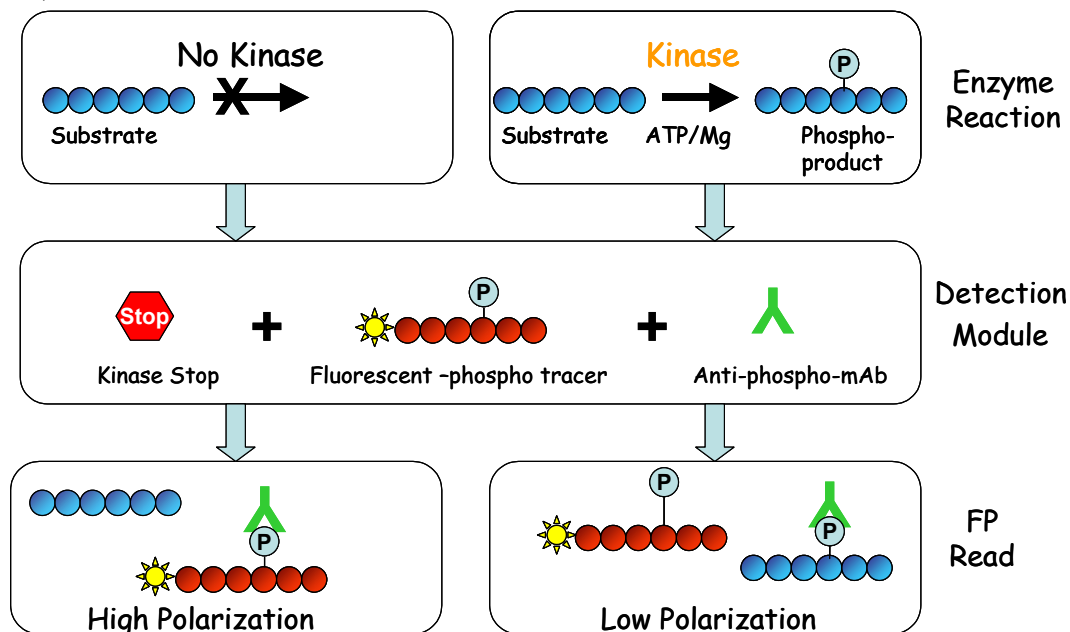 No Kinase
Substrate
Kinase
P
Substrate
ATP/Mg
Phospho-
product
Enzyme
Reaction
Stop
P
Kinase Stop
Fluorescent -phospho tracer
Anti-phospho-mAb
Detection
Module
P
High Polarization
P
P
Low Polarization
FP
Read